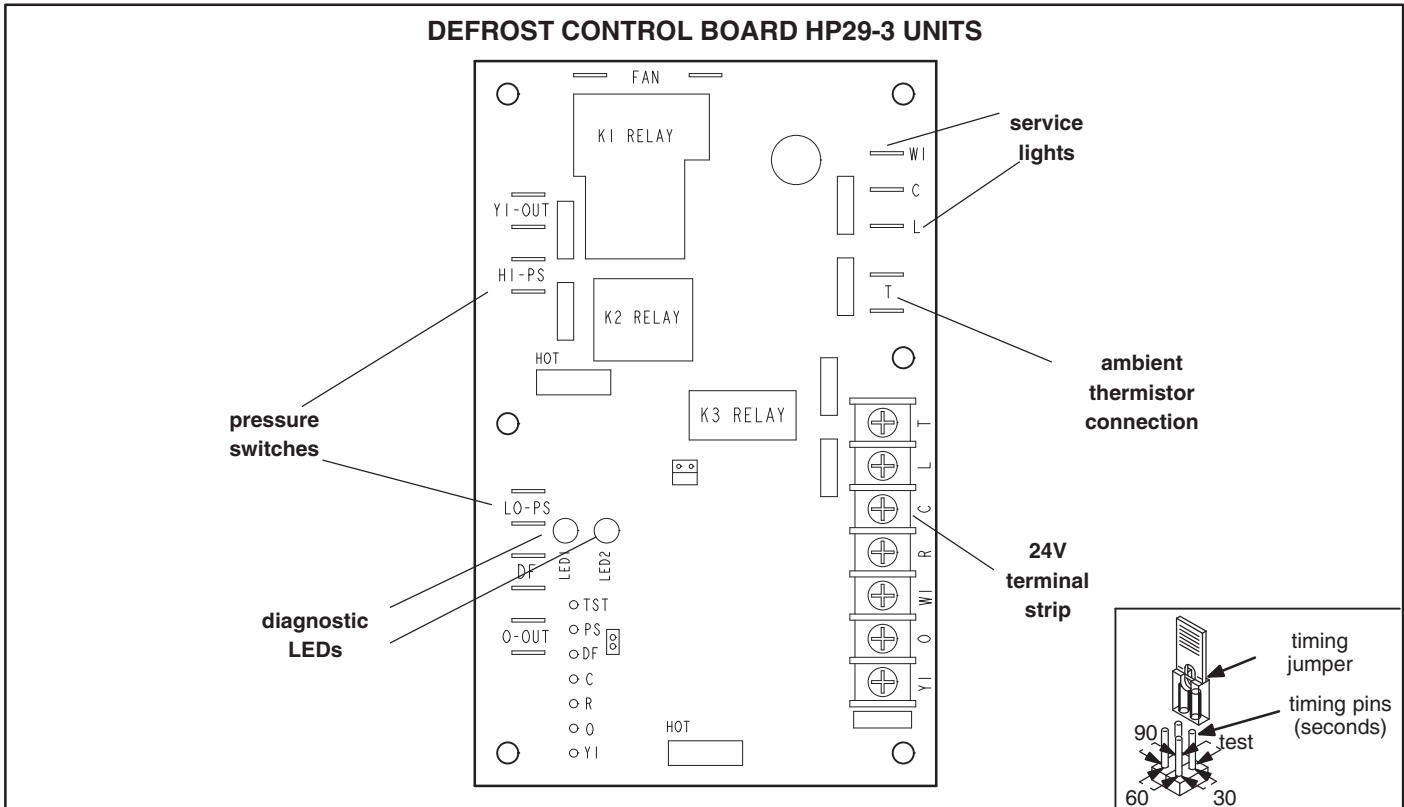 DEFROST CONTROL BOARD HP29-3 UNITS
FAN
K1 RELAY
service
lights
W1
C
L
Y1-OUT
HI-PS
T
K2 RELAY
HOT
ambient
thermistor
connection
K3 RELAY
pressure
switches
T
L
C
R
W1
O
Y1
LO-PS
LED1
LED2
DF
24V
terminal
strip
diagnostic
LEDs
TST
O-OUT
PS
DF
C
R
O
Y1
HOT
timing
jumper
timing pins
(seconds)
90
test
60
30